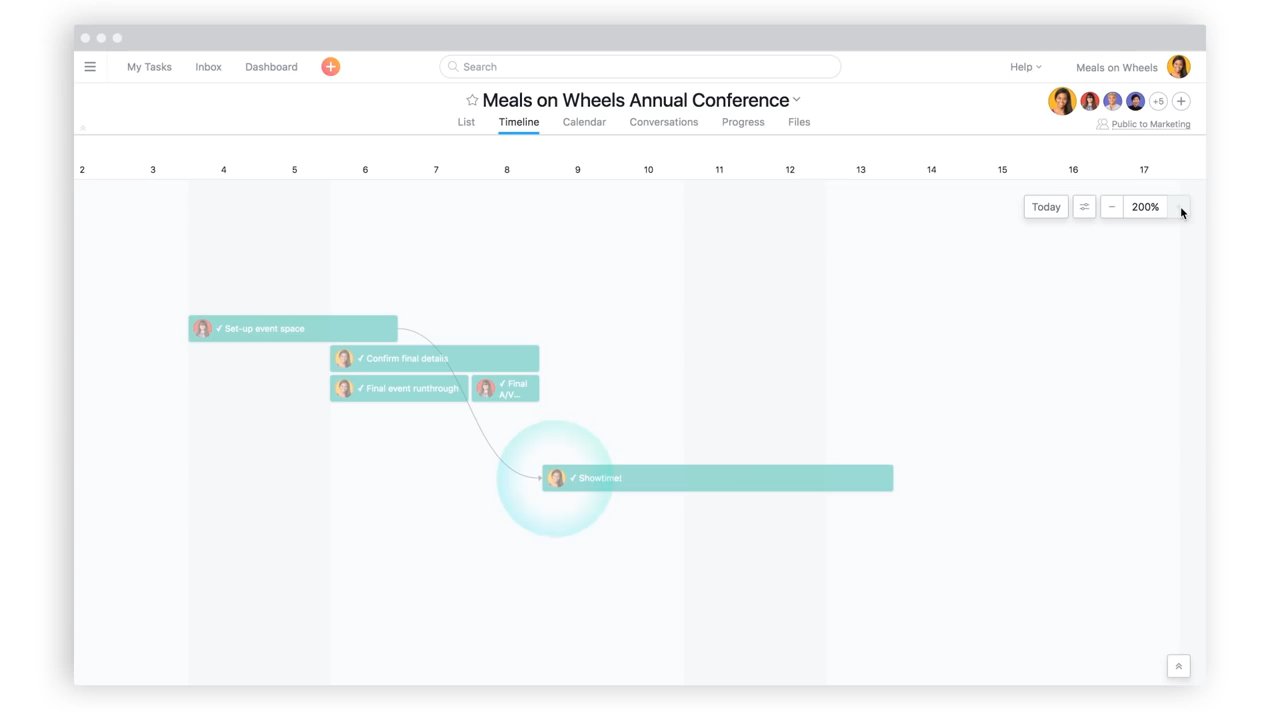 My Tasks Inbox Dashboard Search Help Meals on Wheels
Meals on Wheels Annual Conference +5
List Timeline Calendar Conversations Progress Files Public to Marketing
2 3 4 5 6 7 8 9 10 11 12 13 14 15 16 17
Today 200%
✓ Set-up event space
✓ Confirm final details
✓ Final event runthrough
✓ Final
A/V...
✓ Showtime!